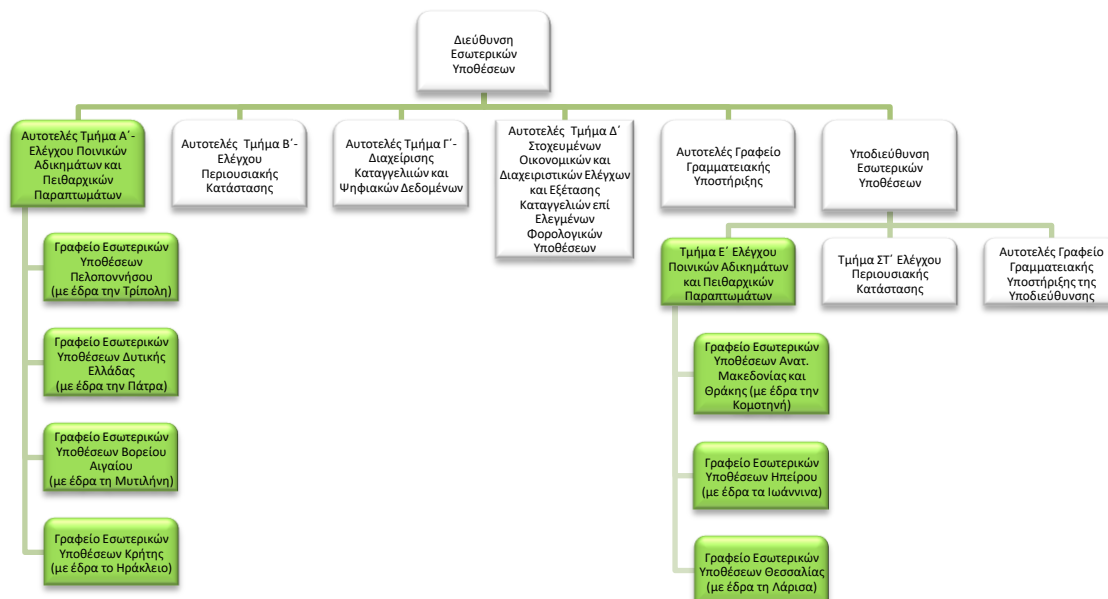 Διεύθυνση
Εσωτερικών
Υποθέσεων
Αυτοτελές Τμήμα Α΄-
Ελέγχου Ποινικών
Αδικημάτων και
Πειθαρχικών
Παραπτωμάτων
Αυτοτελές Τμήμα Β΄-
Ελέγχου
Περιουσιακής
Κατάστασης
Αυτοτελές Τμήμα Γ΄-
Διαχείρισης
Καταγγελιών και
Ψηφιακών Δεδομένων
Αυτοτελές Τμήμα Δ΄
Στοχευμένων
Οικονομικών και
Διαχειριστικών Ελέγχων
και Εξέτασης
Καταγγελιών επί
Ελεγμένων
Φορολογικών
Υποθέσεων
Αυτοτελές Γραφείο
Γραμματειακής
Υποστήριξης
Υποδιεύθυνση
Εσωτερικών
Υποθέσεων
Γραφείο Εσωτερικών
Υποθέσεων
Πελοποννήσου
(με έδρα την Τρίπολη)
Γραφείο Εσωτερικών
Υποθέσεων Δυτικής
Ελλάδας
(με έδρα την Πάτρα)
Γραφείο Εσωτερικών
Υποθέσεων Βορείου
Αιγαίου
(με έδρα τη Μυτιλήνη)
Γραφείο Εσωτερικών
Υποθέσεων Κρήτης
(με έδρα το Ηράκλειο)
Τμήμα Ε΄ Ελέγχου
Ποινικών Αδικημάτων
και Πειθαρχικών
Παραπτωμάτων
Τμήμα ΣΤ΄ Ελέγχου
Περιουσιακής
Κατάστασης
Αυτοτελές Γραφείο
Γραμματειακής
Υποστήριξης της
Υποδιεύθυνσης
Γραφείο Εσωτερικών
Υποθέσεων Ανατ.
Μακεδονίας και
Θράκης (με έδρα την
Κομοτηνή)
Γραφείο Εσωτερικών
Υποθέσεων Ηπείρου
(με έδρα τα Ιωάννινα)
Γραφείο Εσωτερικών
Υποθέσεων Θεσσαλίας
(με έδρα τη Λάρισα)